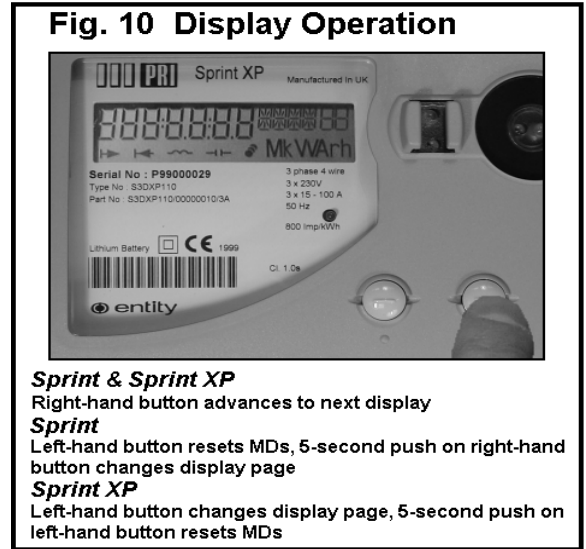 Fig. 10 Display Operation
PRI Sprint XP Manufactured In UK
MkWArh
Serial No : P99000029
Type No : S3DXP110
Part No : S3DXP110/00000010/3A
3 phase 4 wire
3 x 230V
3 x 15 - 100 A
50 Hz
800 Imp/kWh
Lithium Battery CE 1999
Cl. 1.0s
entity
Sprint & Sprint XP
Right-hand button advances to next display
Sprint
Left-hand button resets MDs, 5-second push on right-hand
button changes display page
Sprint XP
Left-hand button changes display page, 5-second push on
left-hand button resets MDs